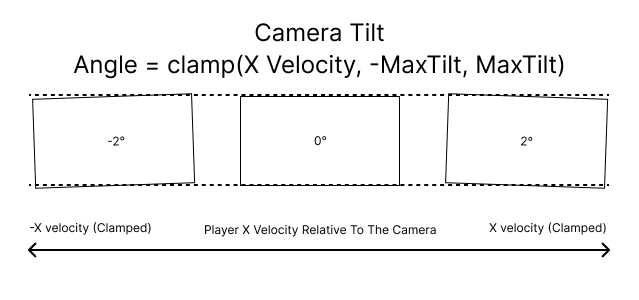 Camera Tilt
Angle = clamp(X Velocity, -MaxTilt, MaxTilt)
-2°
0°
2°
-X velocity (Clamped)
Player X Velocity Relative To The Camera
X velocity (Clamped)